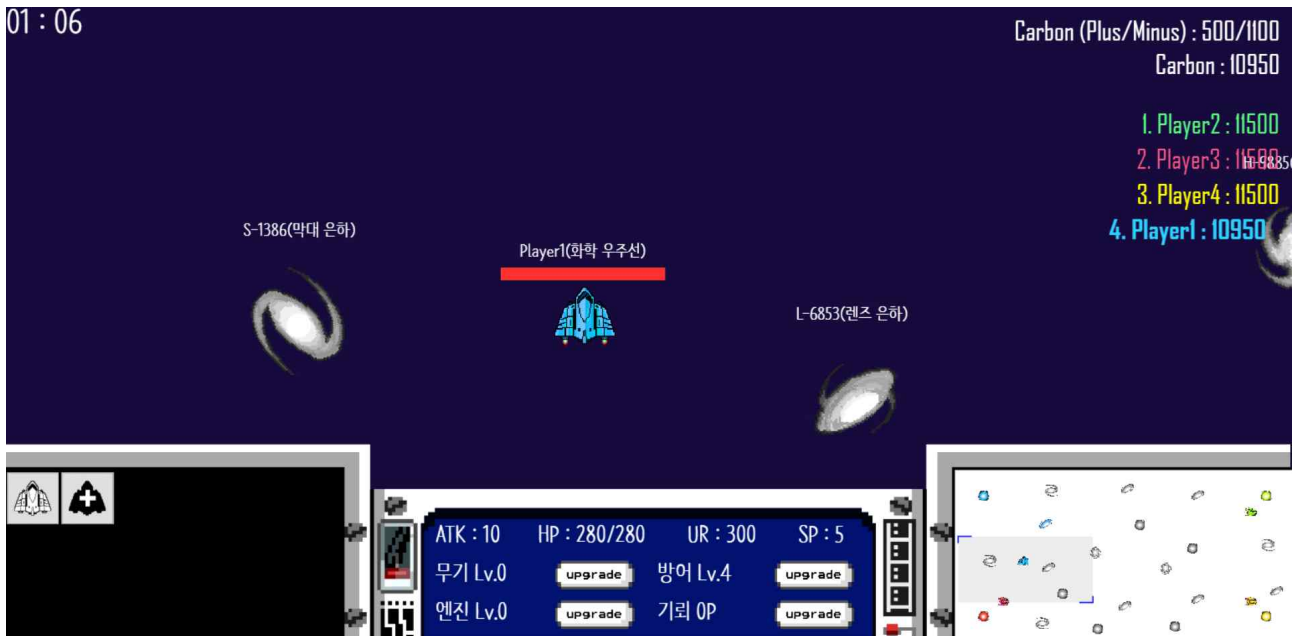 01 : 06
Carbon (Plus/Minus) : 500/1100
Carbon : 10950
1. Player2 : 11500
2. Player3 : 11500
3. Player4 : 11500
4. Player1 : 10950
S-1386(막대 은하)
Player1(화학 우주선)
L-6853(렌즈 은하)
ATK : 10 HP : 280/280 UR : 300 SP : 5
무기 Lv.0 upgrade 방어 Lv.4 upgrade
엔진 Lv.0 upgrade 기뢰 0P upgrade